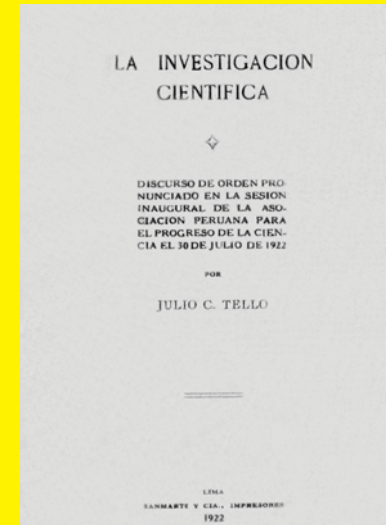 LA INVESTIGACION
CIENTIFICA
DISCURSO DE ORDEN PRO-
NUNCIADO EN LA SESION
INAUGURAL DE LA ASO-
CIACION PERUANA PARA
EL PROGRESO DE LA CIEN-
CIA EL 30 DE JULIO DE 1922
POR
JULIO C. TELLO
LIMA
SANMARTI Y CIA., IMPRESORES
1922